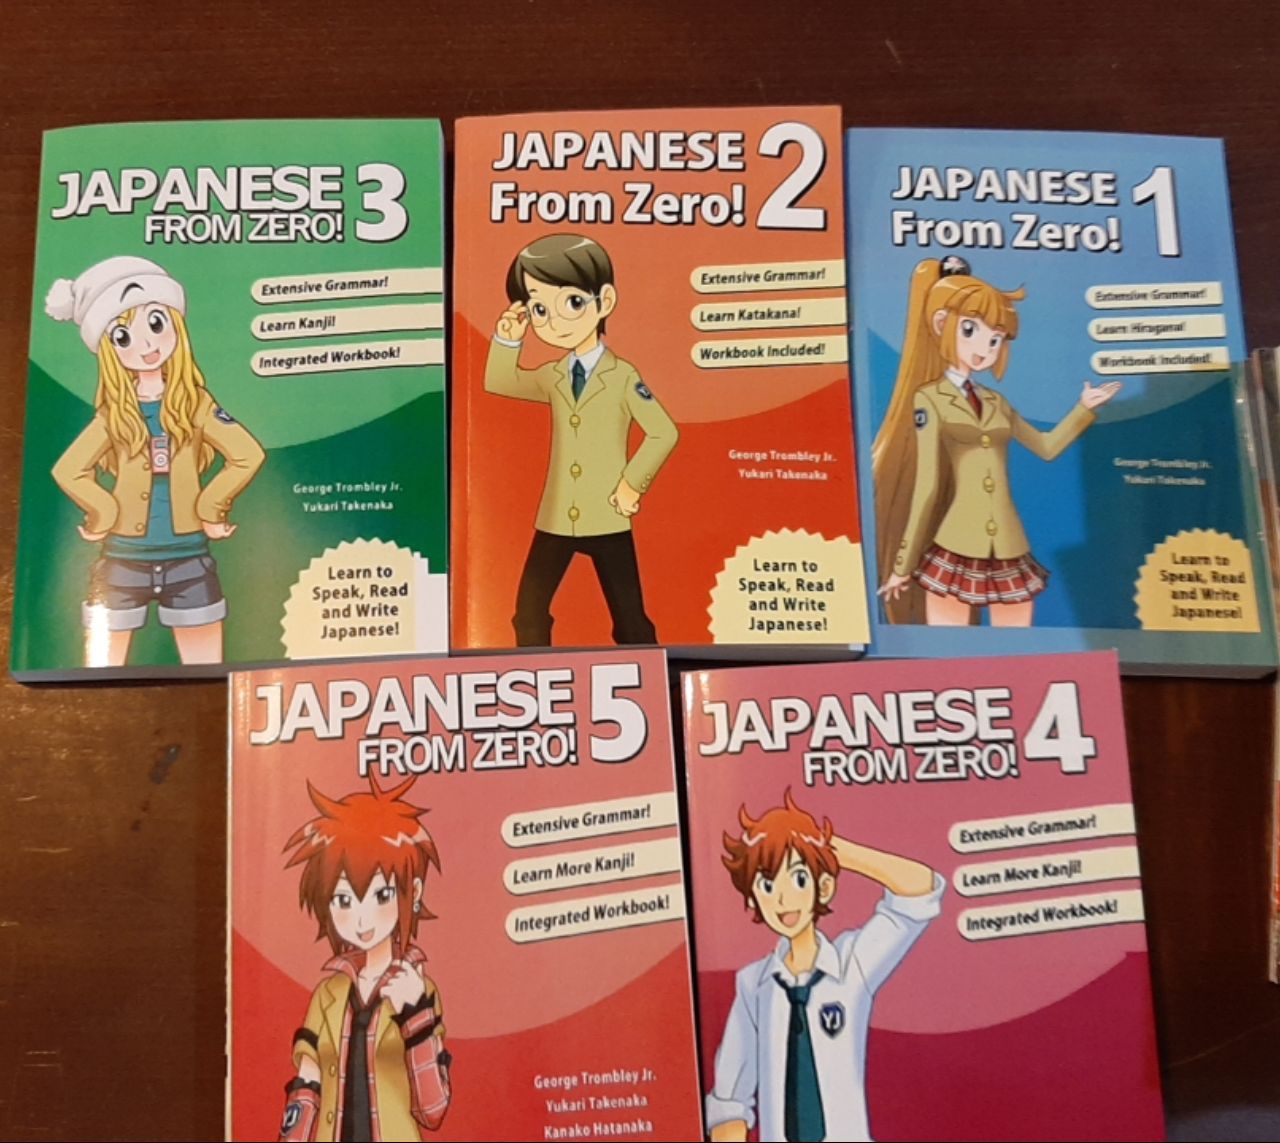 JAPANESE
FROM ZERO! 3
Extensive Grammar!
Learn Kanji!
Integrated Workbook!
YJ
George Trombley Jr.
Yukari Takenaka
Learn to
Speak, Read
and Write
Japanese!
JAPANESE
From Zero! 2
Extensive Grammar!
Learn Katakana!
Workbook Included!
YJ
George Trombley Jr.
Yukari Takenaka
Learn to
Speak, Read
and Write
Japanese!
JAPANESE
From Zero! 1
Extensive Grammar!
Learn Hiragana!
Workbook Included!
YJ
George Trombley Jr.
Yukari Takenaka
Learn to
Speak, Read
and Write
Japanese!
JAPANESE
FROM ZERO! 5
Extensive Grammar!
Learn More Kanji!
Integrated Workbook!
YJ
George Trombley Jr.
Yukari Takenaka
Kanako Hatanaka
JAPANESE
FROM ZERO! 4
Extensive Grammar!
Learn More Kanji!
Integrated Workbook!
YJ